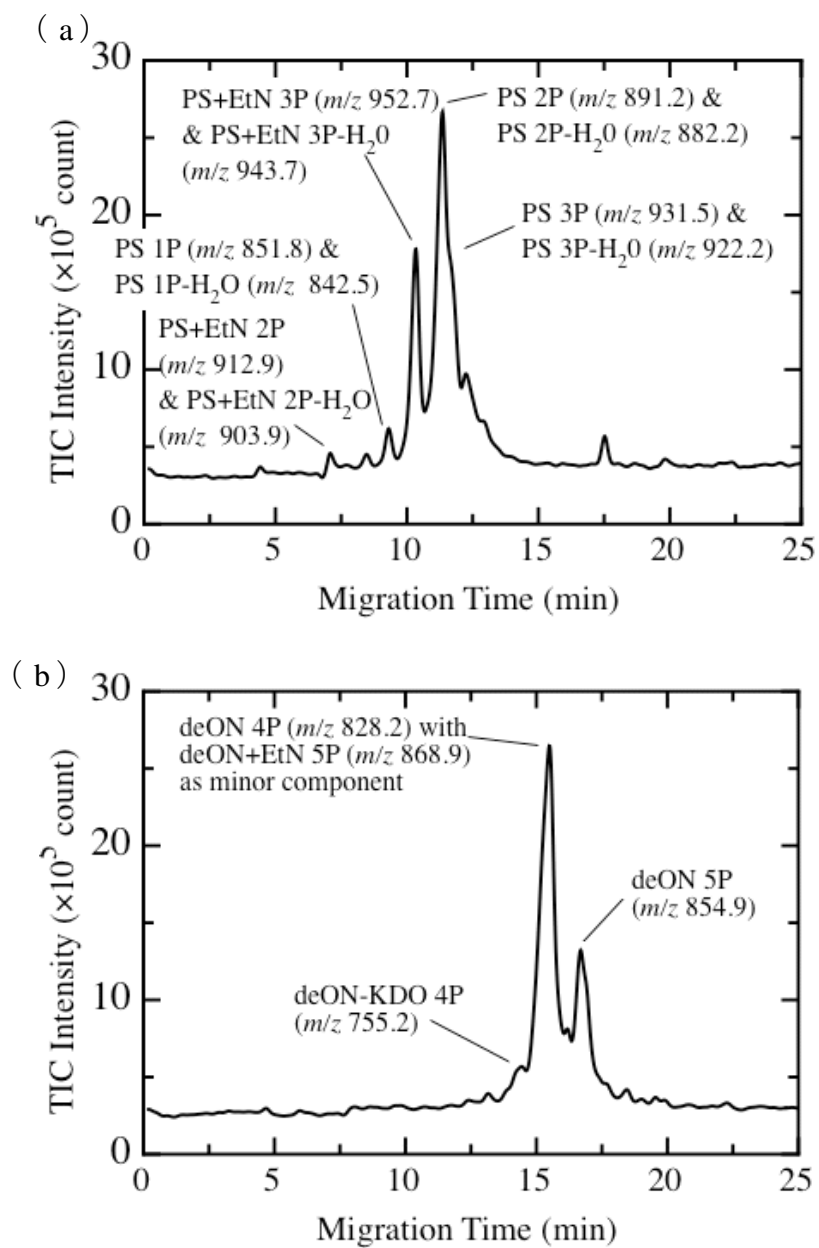 ( a )
30
20
10
0
TIC Intensity (×10⁵ count)
PS+EtN 3P (m/z 952.7)
& PS+EtN 3P-H₂0
(m/z 943.7)
PS 2P (m/z 891.2) &
PS 2P-H₂0 (m/z 882.2)
PS 3P (m/z 931.5) &
PS 3P-H₂0 (m/z 922.2)
PS 1P (m/z 851.8) &
PS 1P-H₂O (m/z 842.5)
PS+EtN 2P
(m/z 912.9)
& PS+EtN 2P-H₂O
(m/z 903.9)
0 5 10 15 20 25
Migration Time (min)
( b )
30
20
10
0
TIC Intensity (×10⁵ count)
deON 4P (m/z 828.2) with
deON+EtN 5P (m/z 868.9)
as minor component
deON 5P
(m/z 854.9)
deON-KDO 4P
(m/z 755.2)
0 5 10 15 20 25
Migration Time (min)